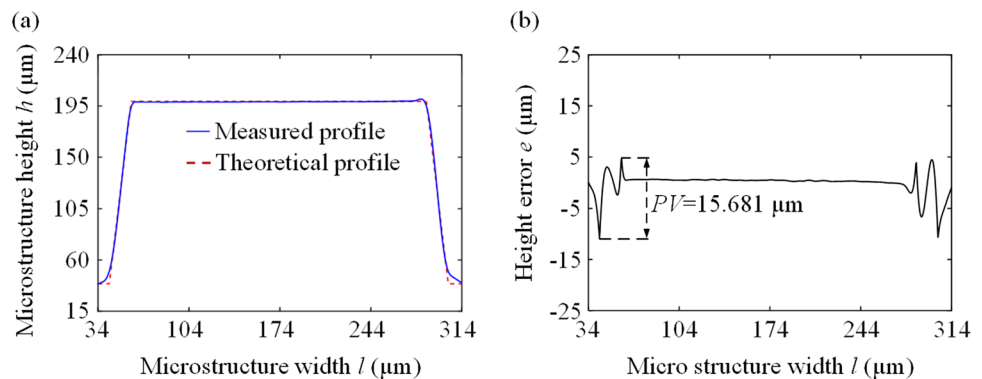 (a)
Microstructure height h (μm)
240
195
150
105
60
15
Measured profile
Theoretical profile
34
104
174
244
314
Microstructure width l (μm)
(b)
Height error e (μm)
25
15
5
-5
-15
-25
PV=15.681 μm
34
104
174
244
314
Micro structure width l (μm)